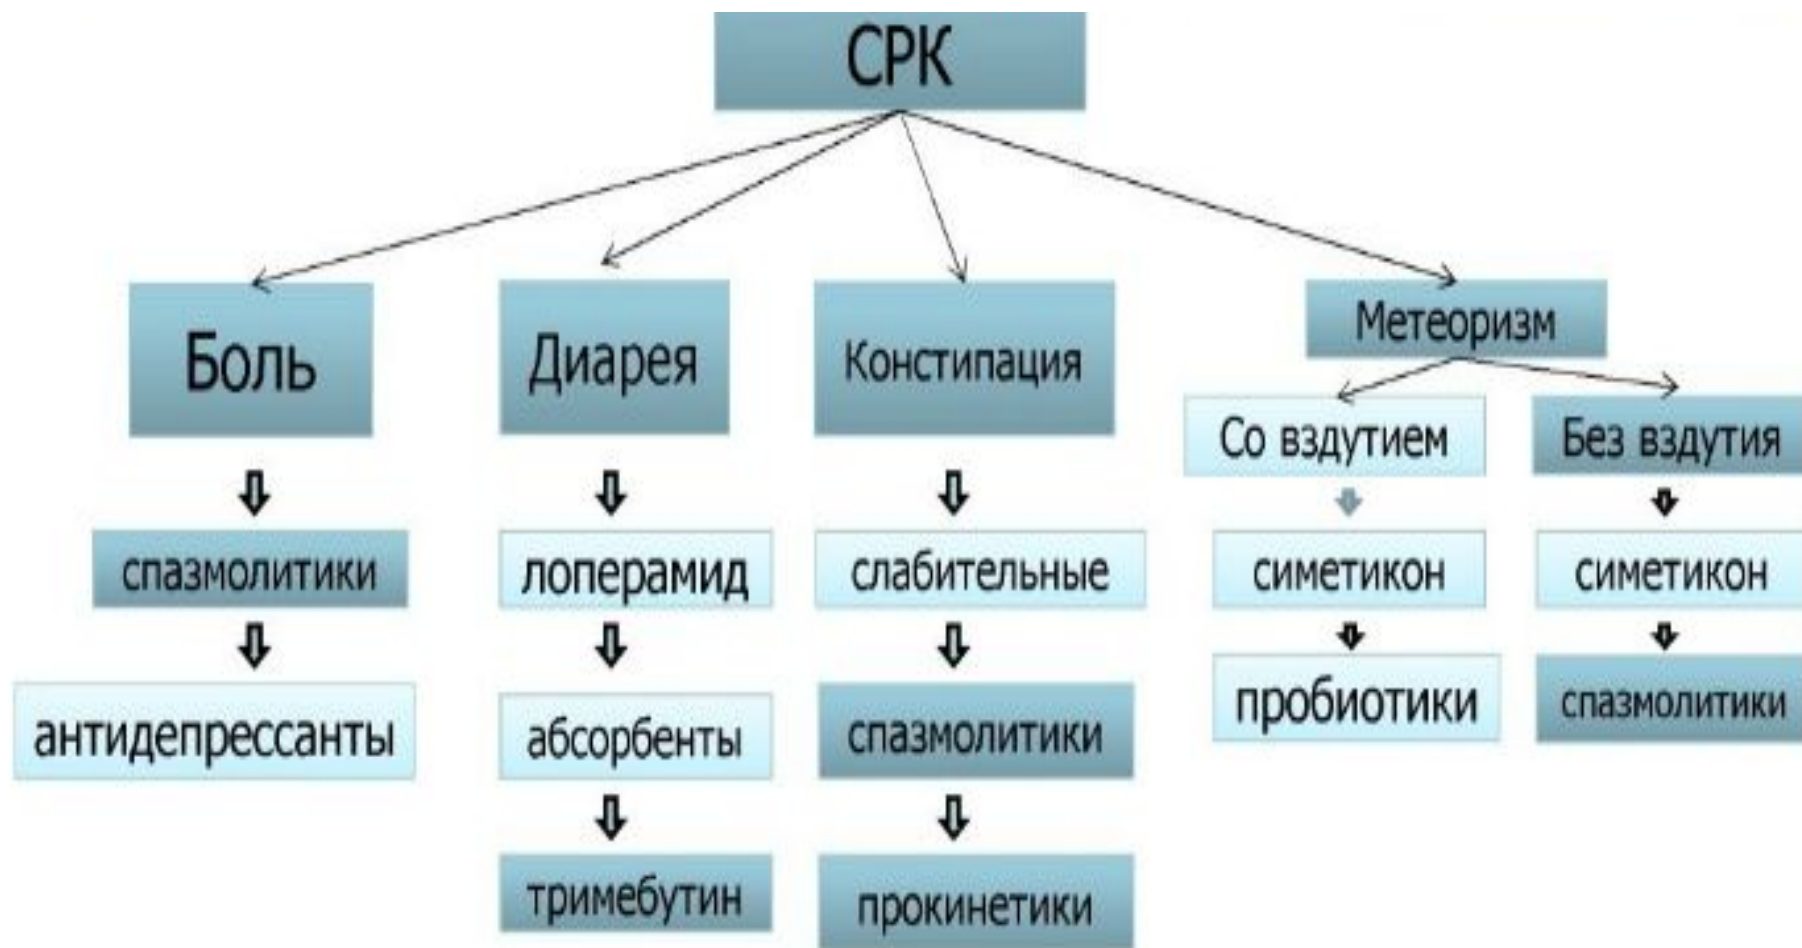 СРК
Боль
Диарея
Констипация
Метеоризм
Со вздутием
Без вздутия
спазмолитики
лоперамид
слабительные
симетикон
симетикон
антидепрессанты
абсорбенты
спазмолитики
пробиотики
спазмолитики
тримебутин
прокинетики